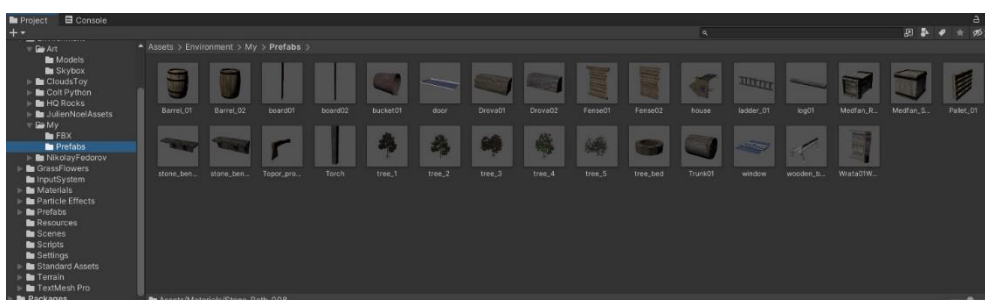 Project Console
Art
Models
Skybox
CloudsToy
Colt Python
HQ Rocks
JulienNoelAssets
My
FBX
Prefabs
NikolayFedorov
GrassFlowers
InputSystem
Materials
Particle Effects
Prefabs
Resources
Scenes
Scripts
Settings
Standard Assets
Terrain
TextMesh Pro
Packages
Assets > Environment > My > Prefabs >
Barrel_01 Barrel_02 board01 board02 bucket01 door Drova01 Drova02 Fense01 Fense02 house ladder_01 log01 Medfan_R... Medfan_S... Pallet_01
stone_ben... stone_ben... Topor_pro... Torch tree_1 tree_2 tree_3 tree_4 tree_5 tree_bed Trunk01 window wooden_b... Wrata01W...